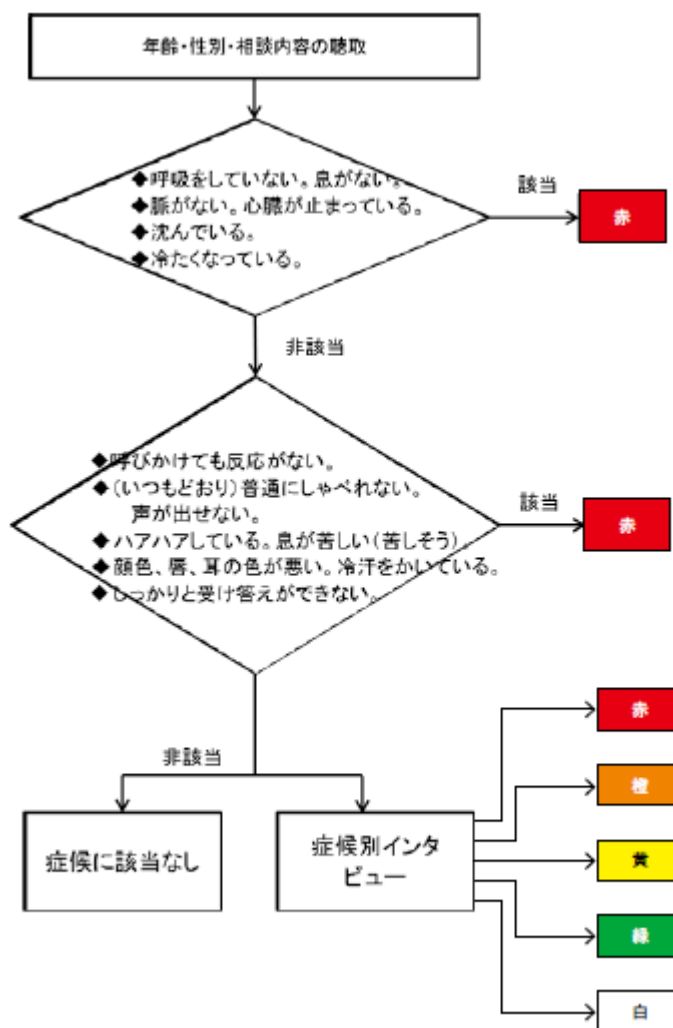 年齢・性別・相談内容の聴取
◆呼吸をしていない。息がない。
◆脈がない。心臓が止まっている。
◆沈んでいる。
◆冷たくなっている。
該当
赤
非該当
◆呼びかけても反応がない。
◆(いつもどおり)普通にしゃべれない。
声が出せない。
◆ハアハアしている。息が苦しい(苦しそう)
◆顔色、唇、耳の色が悪い。冷汗をかいている。
◆しっかりと受け答えができない。
該当
赤
非該当
症候に該当なし
症候別インタ
ビュー
赤
橙
黄
緑
白